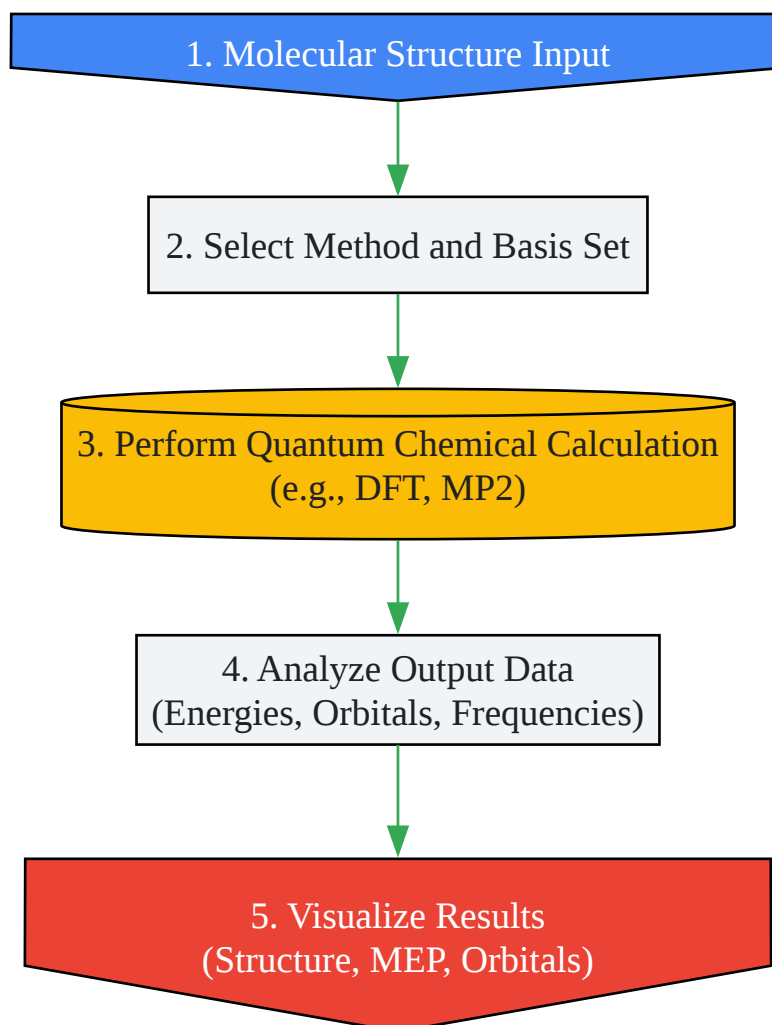 1. Molecular Structure Input
2. Select Method and Basis Set
3. Perform Quantum Chemical Calculation
(e.g., DFT, MP2)
4. Analyze Output Data
(Energies, Orbitals, Frequencies)
5. Visualize Results
(Structure, MEP, Orbitals)